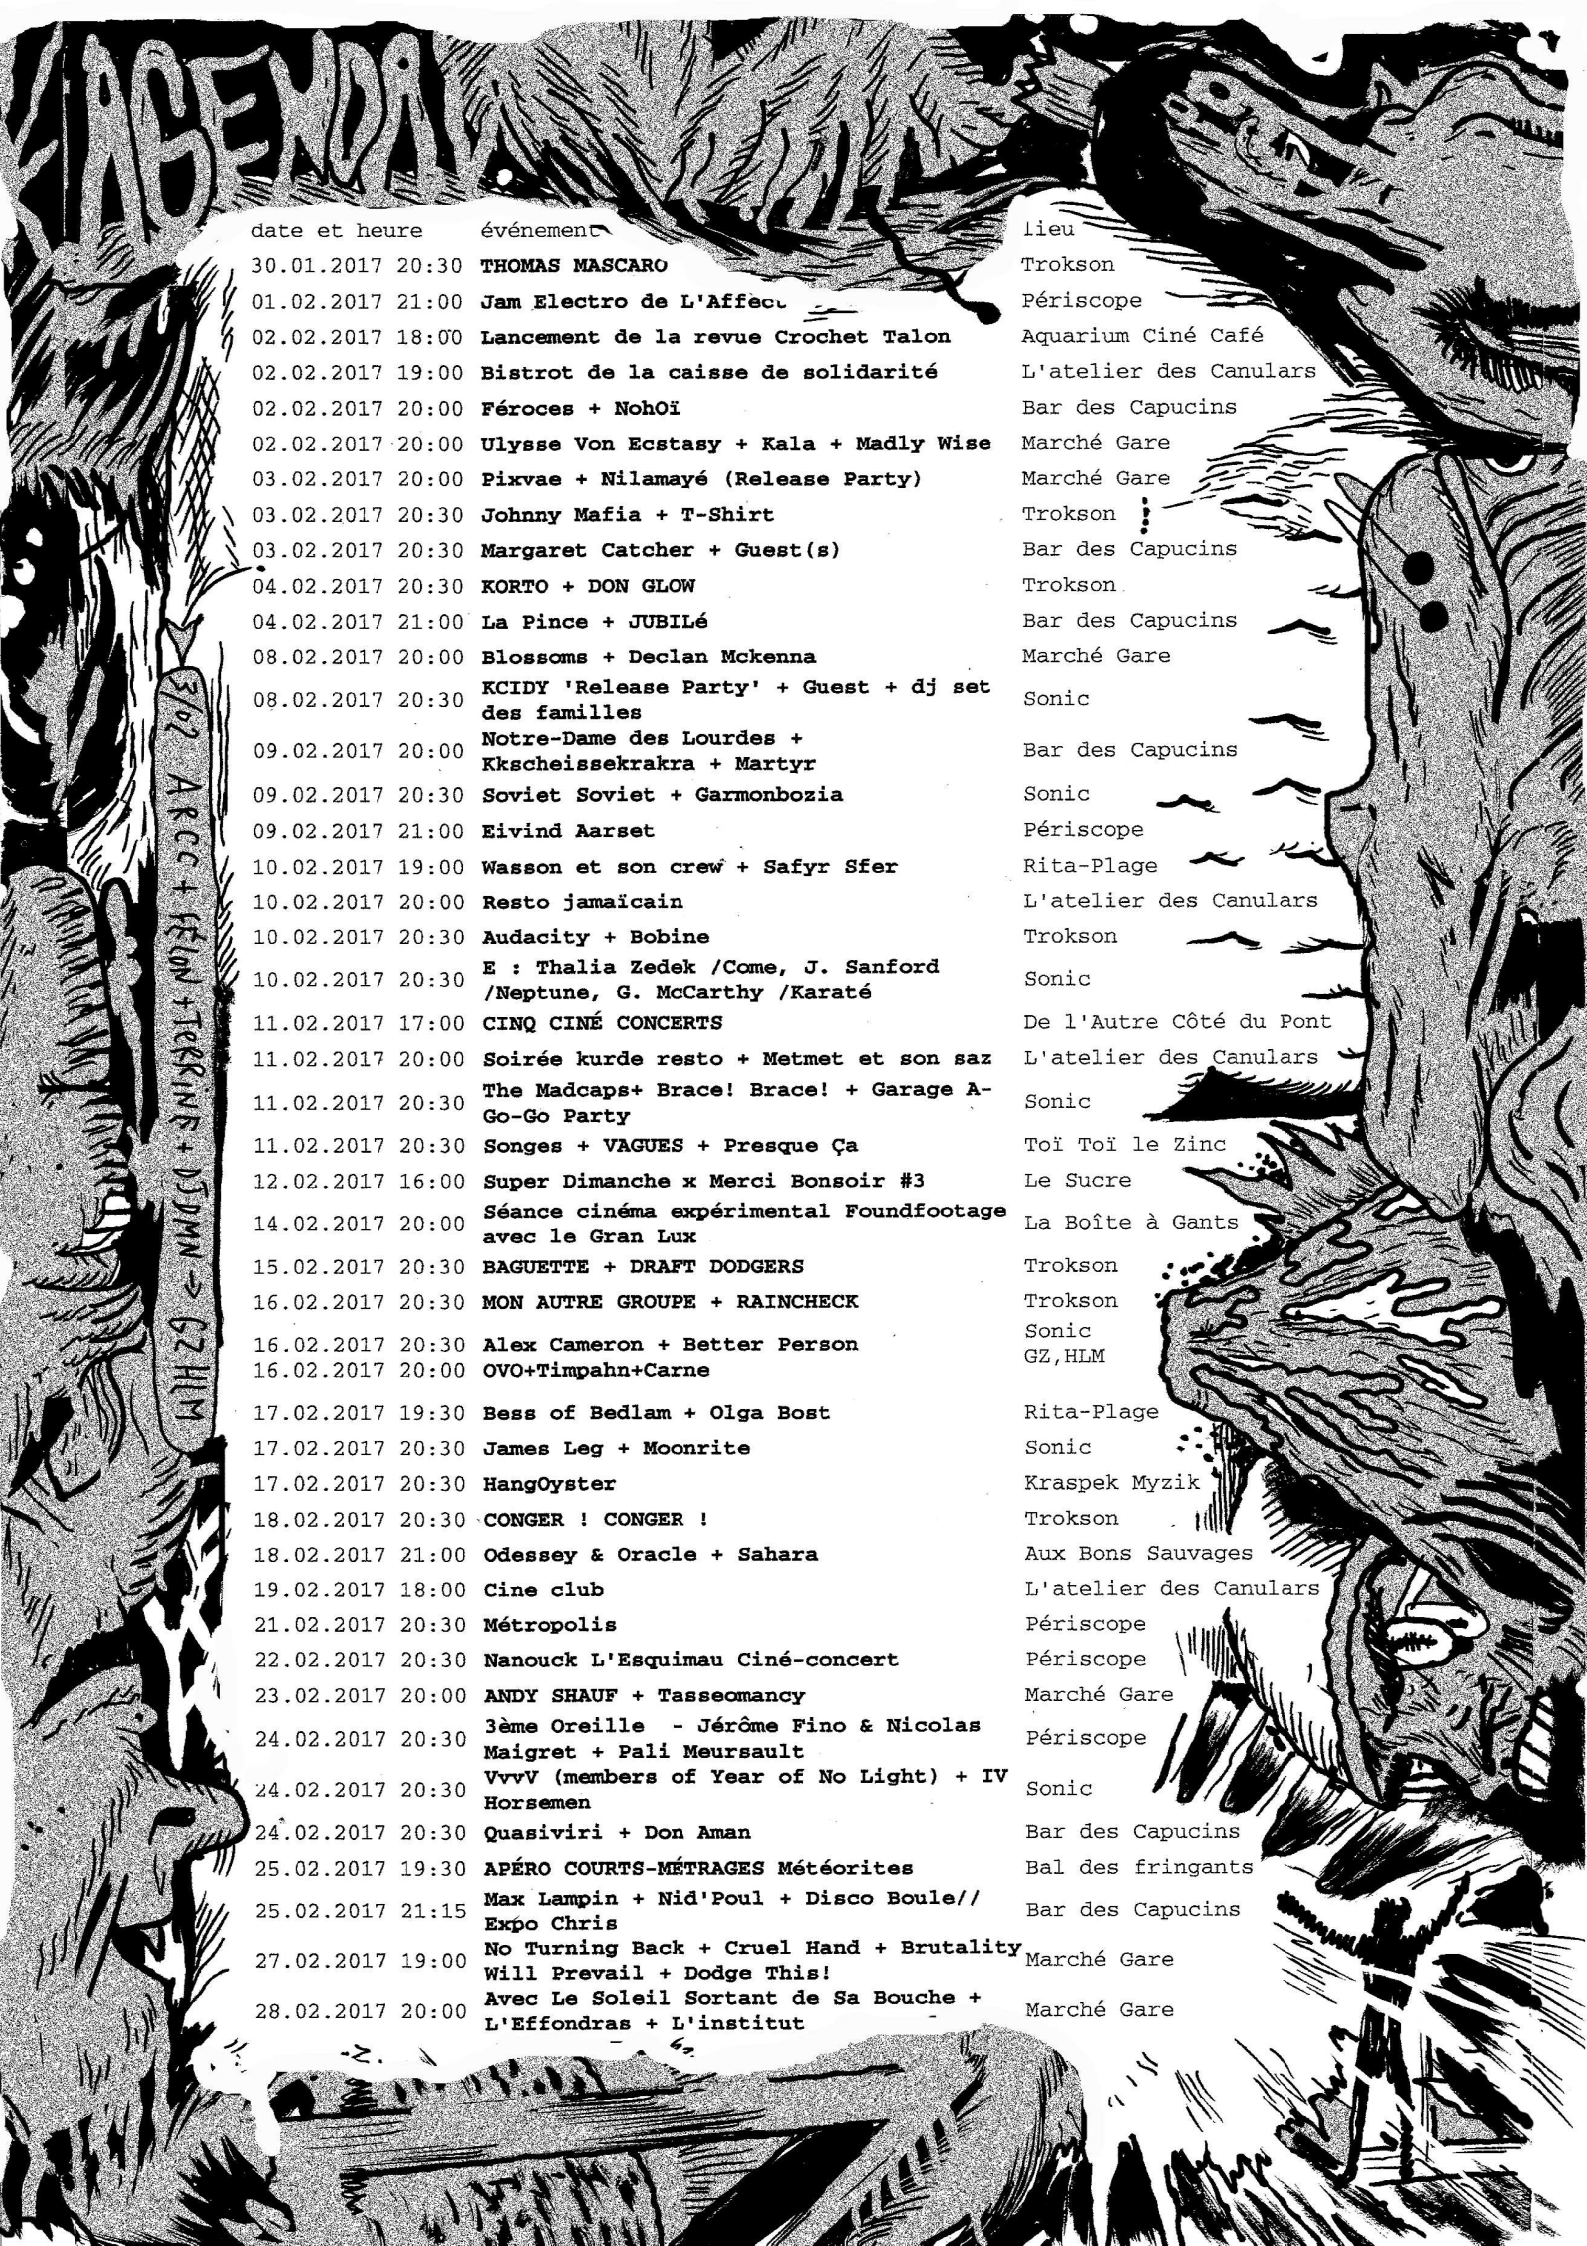 AGENDA
date et heure événement lieu
30.01.2017 20:30 THOMAS MASCARO Trokson
01.02.2017 21:00 Jam Electro de L'Affect Périscope
02.02.2017 18:00 Lancement de la revue Crochet Talon Aquarium Ciné Café
02.02.2017 19:00 Bistrot de la caisse de solidarité L'atelier des Canulars
02.02.2017 20:00 Féroces + NohOï Bar des Capucins
02.02.2017 20:00 Ulysse Von Ecstasy + Kala + Madly Wise Marché Gare
03.02.2017 20:00 Pixvae + Nilamayé (Release Party) Marché Gare
03.02.2017 20:30 Johnny Mafia + T-Shirt Trokson
03.02.2017 20:30 Margaret Catcher + Guest(s) Bar des Capucins
04.02.2017 20:30 KORTO + DON GLOW Trokson
04.02.2017 21:00 La Pince + JUBILé Bar des Capucins
08.02.2017 20:00 Blossoms + Declan Mckenna Marché Gare
08.02.2017 20:30 KCIDY 'Release Party' + Guest + dj set Sonic
des familles
09.02.2017 20:00 Notre-Dame des Lourdes + Bar des Capucins
Kkscheissekrakra + Martyr
09.02.2017 20:30 Soviet Soviet + Garmonbozia Sonic
09.02.2017 21:00 Eivind Aarset Périscope
10.02.2017 19:00 Wasson et son crew + Safyr Sfer Rita-Plage
10.02.2017 20:00 Resto jamaïcain L'atelier des Canulars
10.02.2017 20:30 Audacity + Bobine Trokson
10.02.2017 20:30 E : Thalia Zedek /Come, J. Sanford Sonic
/Neptune, G. McCarthy /Karaté
11.02.2017 17:00 CINQ CINÉ CONCERTS De l'Autre Côté du Pont
11.02.2017 20:00 Soirée kurde resto + Metmet et son saz L'atelier des Canulars
11.02.2017 20:30 The Madcaps+ Brace! Brace! + Garage A- Sonic
Go-Go Party
11.02.2017 20:30 Songes + VAGUES + Presque Ça Toï Toï le Zinc
12.02.2017 16:00 Super Dimanche x Merci Bonsoir #3 Le Sucre
14.02.2017 20:00 Séance cinéma expérimental Foundfootage La Boîte à Gants
avec le Gran Lux
15.02.2017 20:30 BAGUETTE + DRAFT DODGERS Trokson
16.02.2017 20:30 MON AUTRE GROUPE + RAINCHECK Trokson
16.02.2017 20:30 Alex Cameron + Better Person Sonic
16.02.2017 20:00 OVO+Timpahn+Carne GZ,HLM
17.02.2017 19:30 Bess of Bedlam + Olga Bost Rita-Plage
17.02.2017 20:30 James Leg + Moonrite Sonic
17.02.2017 20:30 HangOyster Kraspek Myzik
18.02.2017 20:30 CONGER ! CONGER ! Trokson
18.02.2017 21:00 Odessey & Oracle + Sahara Aux Bons Sauvages
19.02.2017 18:00 Cine club L'atelier des Canulars
21.02.2017 20:30 Métropolis Périscope
22.02.2017 20:30 Nanouck L'Esquimau Ciné-concert Périscope
23.02.2017 20:00 ANDY SHAUF + Tasseomancy Marché Gare
24.02.2017 20:30 3ème Oreille - Jérôme Fino & Nicolas Périscope
Maigret + Pali Meursault
24.02.2017 20:30 VvvV (members of Year of No Light) + IV Sonic
Horsemen
24.02.2017 20:30 Quasiviri + Don Aman Bar des Capucins
25.02.2017 19:30 APÉRO COURTS-MÉTRAGES Météorites Bal des fringants
25.02.2017 21:15 Max Lampin + Nid'Poul + Disco Boule// Bar des Capucins
Expo Chris
27.02.2017 19:00 No Turning Back + Cruel Hand + Brutality Marché Gare
Will Prevail + Dodge This!
28.02.2017 20:00 Avec Le Soleil Sortant de Sa Bouche + Marché Gare
L'Effondras + L'institut
3/02 ARCC + FÉLON + TERRINE + DJ DMN → GZ HLM